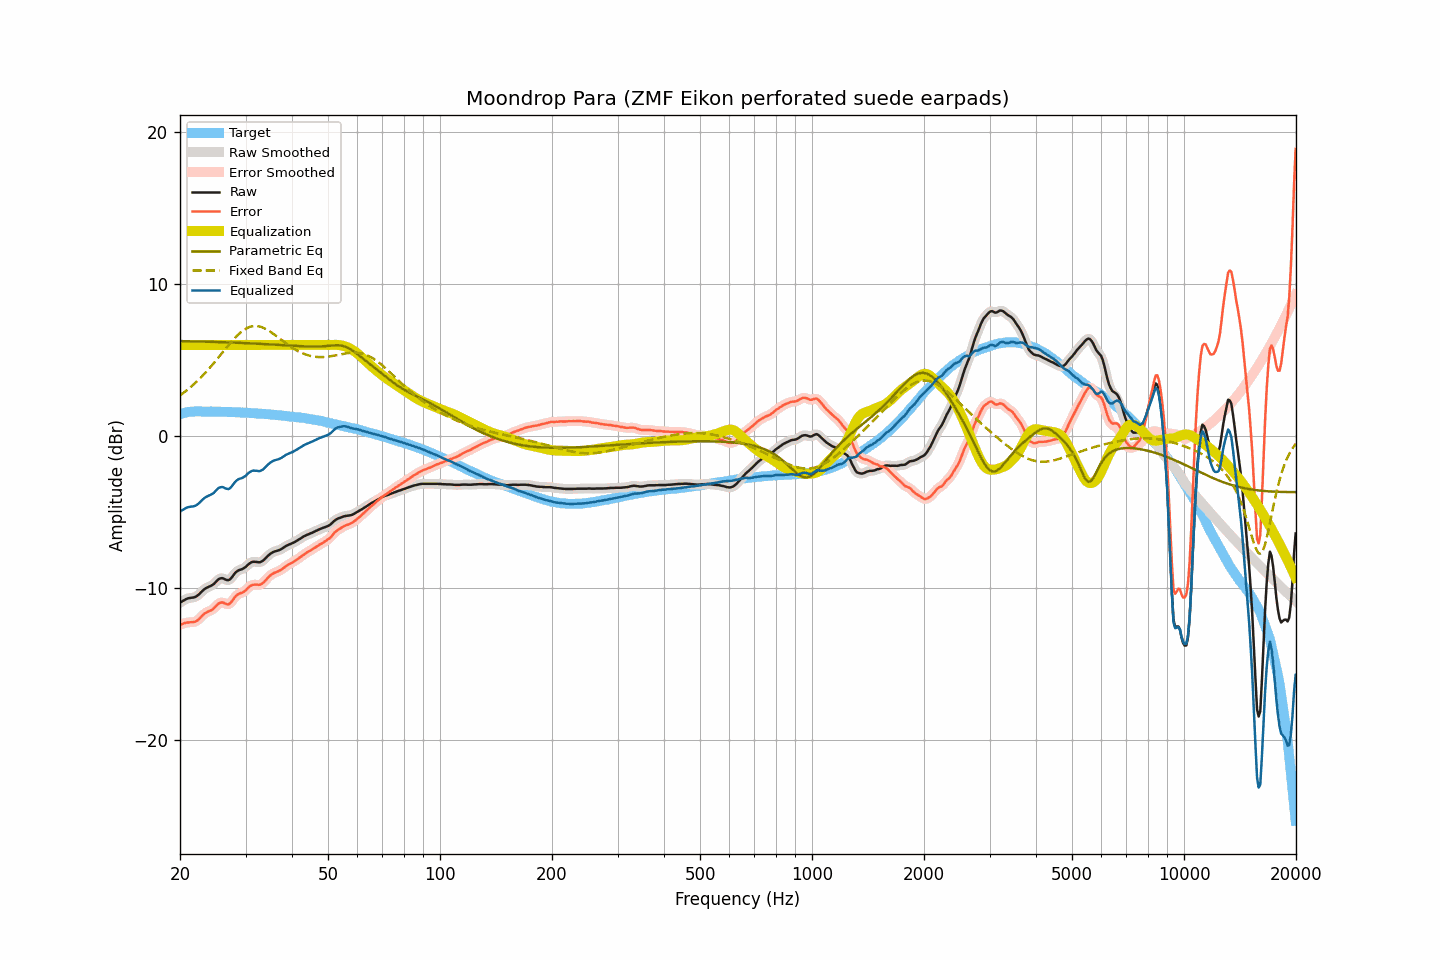 Moondrop Para (ZMF Eikon perforated suede earpads)
Target
Raw Smoothed
Error Smoothed
Raw
Error
Equalization
Parametric Eq
Fixed Band Eq
Equalized
20
10
0
−10
−20
Amplitude (dBr)
20 50 100 200 500 1000 2000 5000 10000 20000
Frequency (Hz)